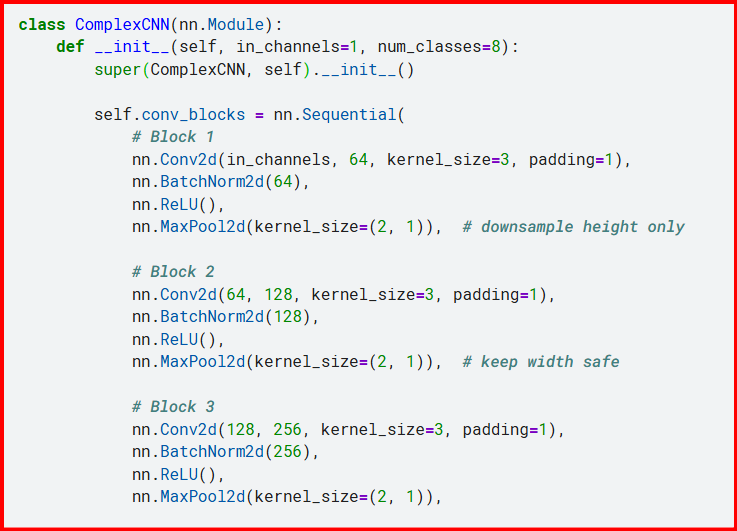 class ComplexCNN(nn.Module):
    def __init__(self, in_channels=1, num_classes=8):
        super(ComplexCNN, self).__init__()

        self.conv_blocks = nn.Sequential(
            # Block 1
            nn.Conv2d(in_channels, 64, kernel_size=3, padding=1),
            nn.BatchNorm2d(64),
            nn.ReLU(),
            nn.MaxPool2d(kernel_size=(2, 1)),  # downsample height only

            # Block 2
            nn.Conv2d(64, 128, kernel_size=3, padding=1),
            nn.BatchNorm2d(128),
            nn.ReLU(),
            nn.MaxPool2d(kernel_size=(2, 1)),  # keep width safe

            # Block 3
            nn.Conv2d(128, 256, kernel_size=3, padding=1),
            nn.BatchNorm2d(256),
            nn.ReLU(),
            nn.MaxPool2d(kernel_size=(2, 1)),